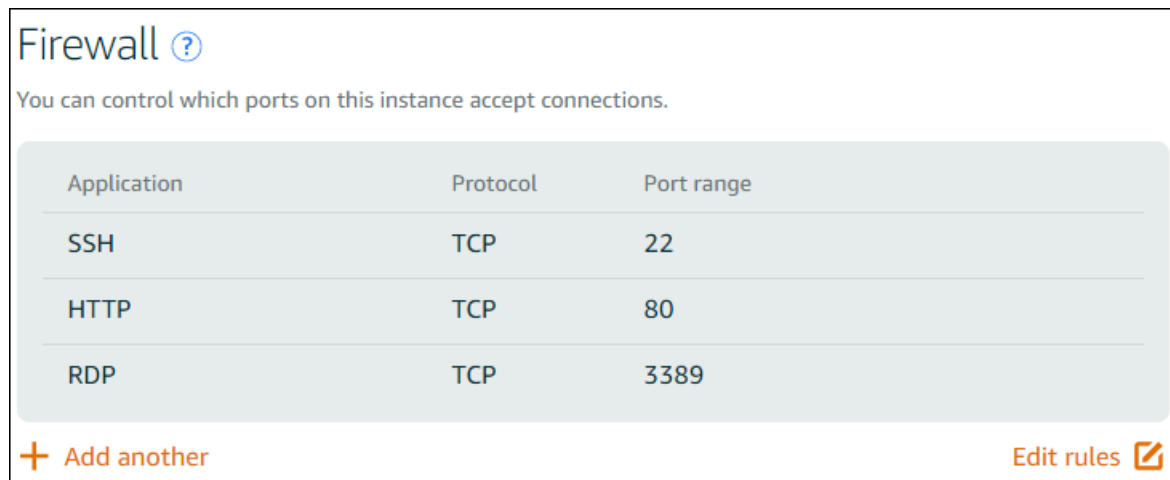 Firewall ?
You can control which ports on this instance accept connections.
Application Protocol Port range
SSH TCP 22
HTTP TCP 80
RDP TCP 3389
+ Add another Edit rules